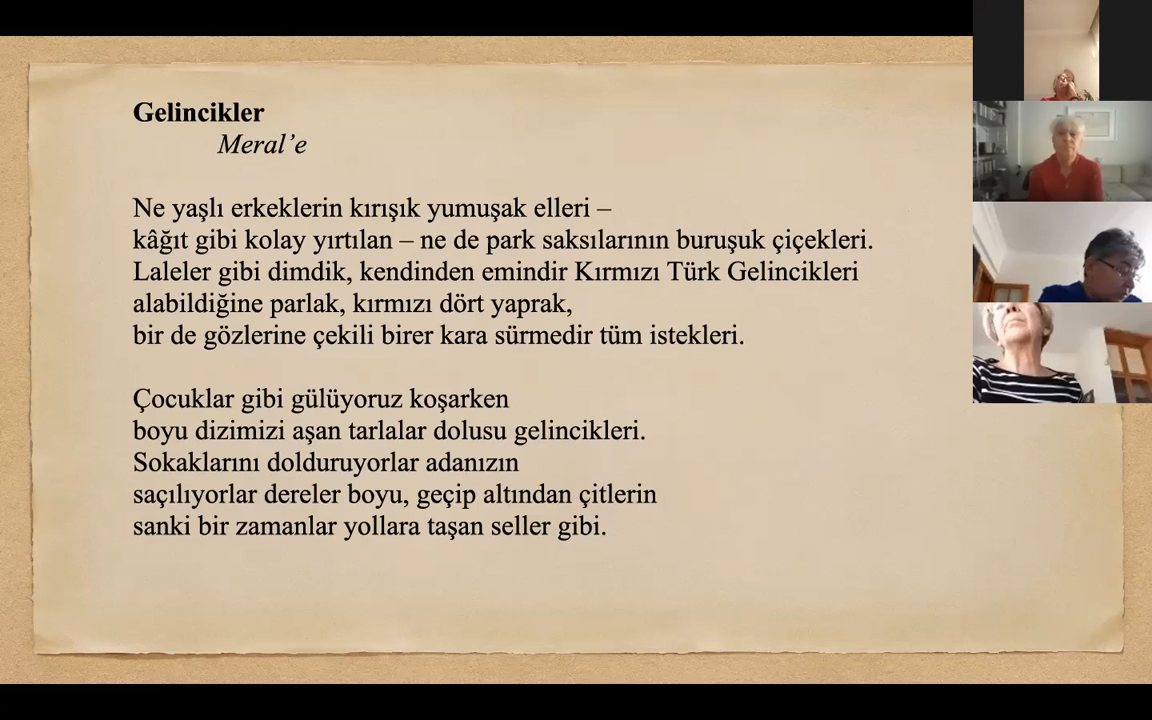 Gelincikler
Meral’e
Ne yaşlı erkeklerin kırışık yumuşak elleri –
kâğıt gibi kolay yırtılan – ne de park saksılarının buruşuk çiçekleri.
Laleler gibi dimdik, kendinden emindir Kırmızı Türk Gelincikleri
alabildiğine parlak, kırmızı dört yaprak,
bir de gözlerine çekili birer kara sürmedir tüm istekleri.
Çocuklar gibi gülüyoruz koşarken
boyu dizimizi aşan tarlalar dolusu gelincikleri.
Sokaklarını dolduruyorlar adanızın
saçılıyorlar dereler boyu, geçip altından çitlerin
sanki bir zamanlar yollara taşan seller gibi.